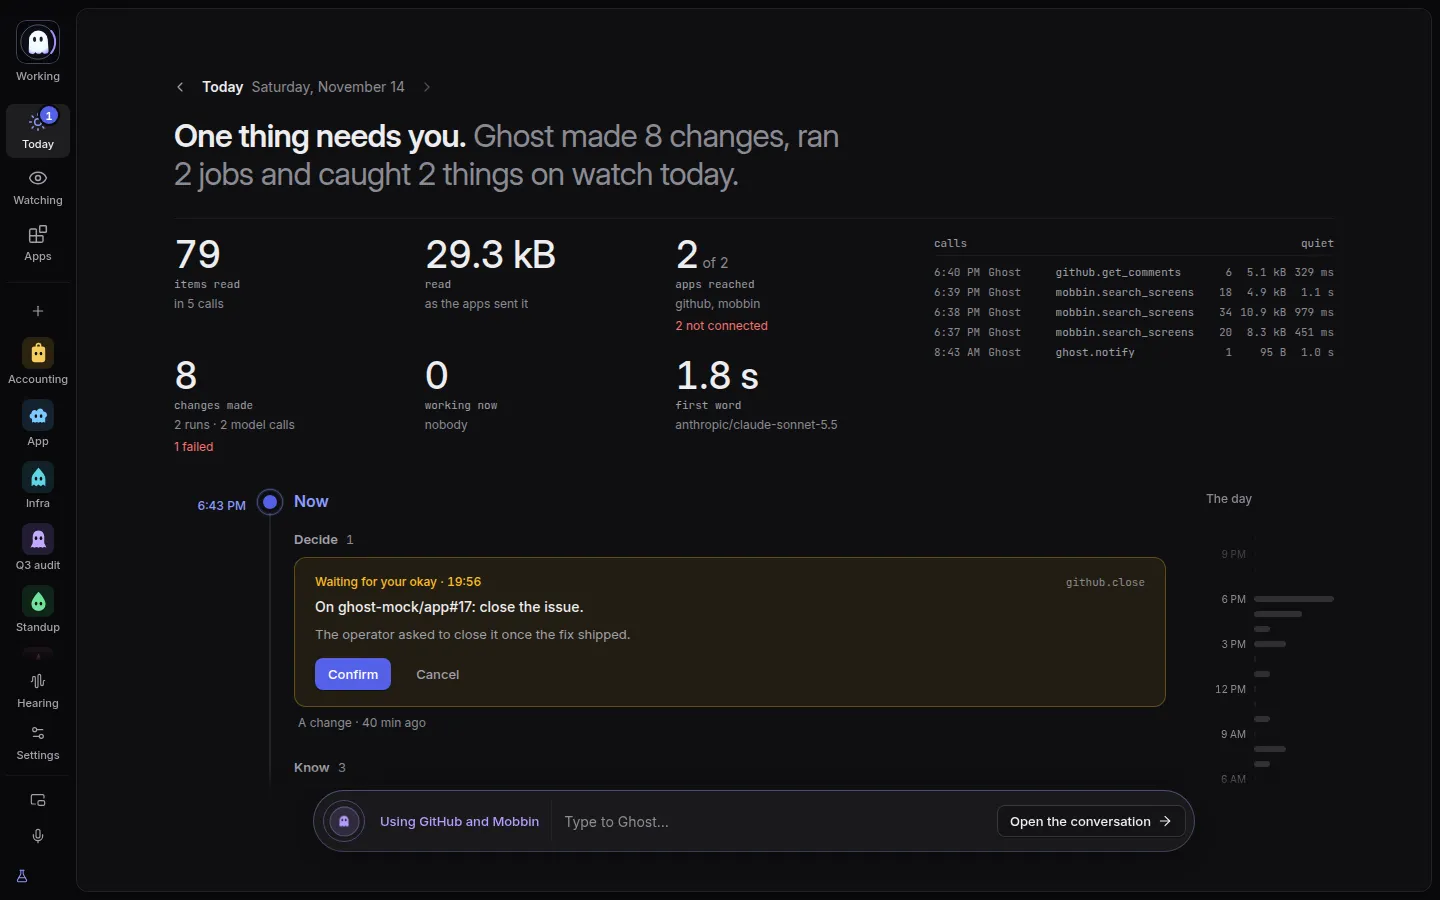 Working
1
Today
Watching
Apps
Accounting
App
Infra
Q3 audit
Standup
Hearing
Settings
Today Saturday, November 14
One thing needs you. Ghost made 8 changes, ran
2 jobs and caught 2 things on watch today.
79
items read
in 5 calls
29.3 kB
read
as the apps sent it
2 of 2
apps reached
github, mobbin
2 not connected
8
changes made
2 runs · 2 model calls
1 failed
0
working now
nobody
1.8 s
first word
anthropic/claude-sonnet-5.5
calls quiet
6:40 PM Ghost github.get_comments 6 5.1 kB 329 ms
6:39 PM Ghost mobbin.search_screens 18 4.9 kB 1.1 s
6:38 PM Ghost mobbin.search_screens 34 10.9 kB 979 ms
6:37 PM Ghost mobbin.search_screens 20 8.3 kB 451 ms
8:43 AM Ghost ghost.notify 1 95 B 1.0 s
6:43 PM Now
Decide 1
Waiting for your okay · 19:56 github.close
On ghost-mock/app#17: close the issue.
The operator asked to close it once the fix shipped.
Confirm Cancel
A change · 40 min ago
Know 3
The day
9 PM
6 PM
3 PM
12 PM
9 AM
6 AM
Using GitHub and Mobbin Type to Ghost... Open the conversation